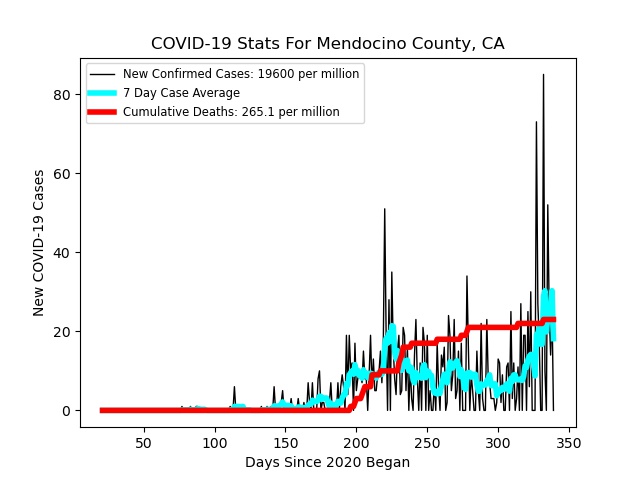 COVID-19 Stats For Mendocino County, CA
New Confirmed Cases: 19600 per million
7 Day Case Average
Cumulative Deaths: 265.1 per million
New COVID-19 Cases
80
60
40
20
0
50 100 150 200 250 300 350
Days Since 2020 Began